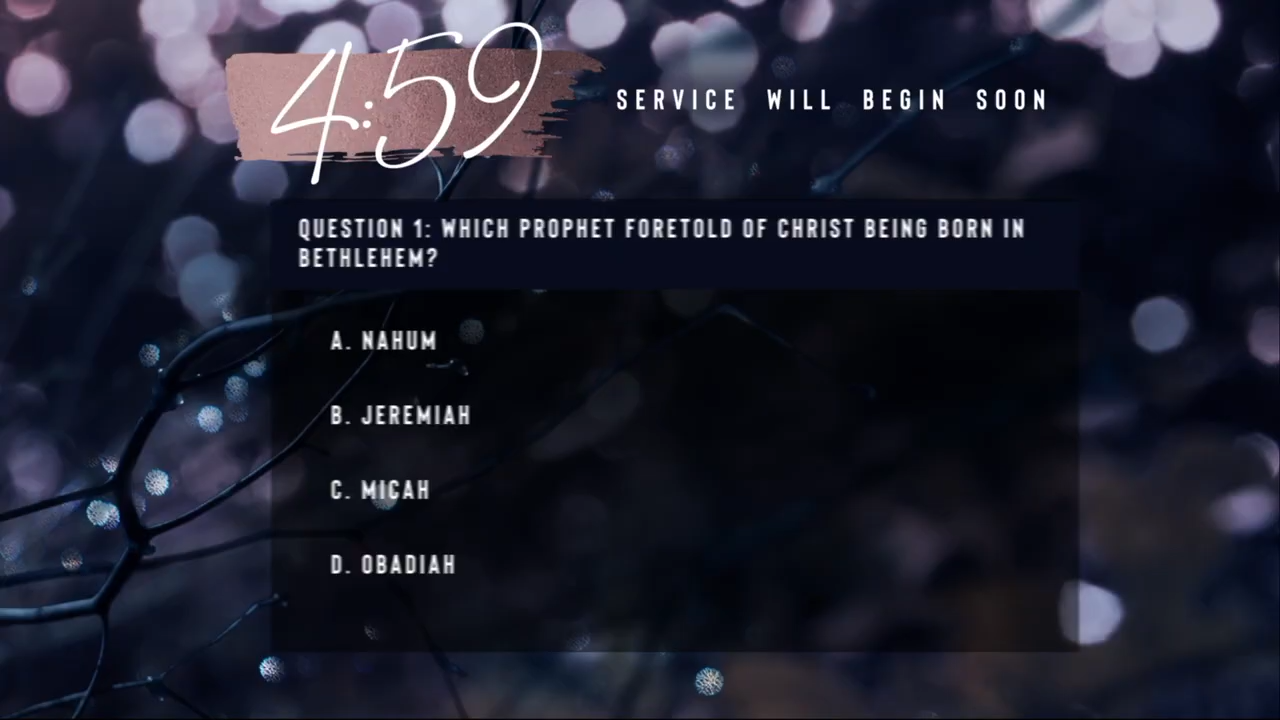 4:59
SERVICE WILL BEGIN SOON
QUESTION 1: WHICH PROPHET FORETOLD OF CHRIST BEING BORN IN
BETHLEHEM?
A. NAHUM
B. JEREMIAH
C. MICAH
D. OBADIAH